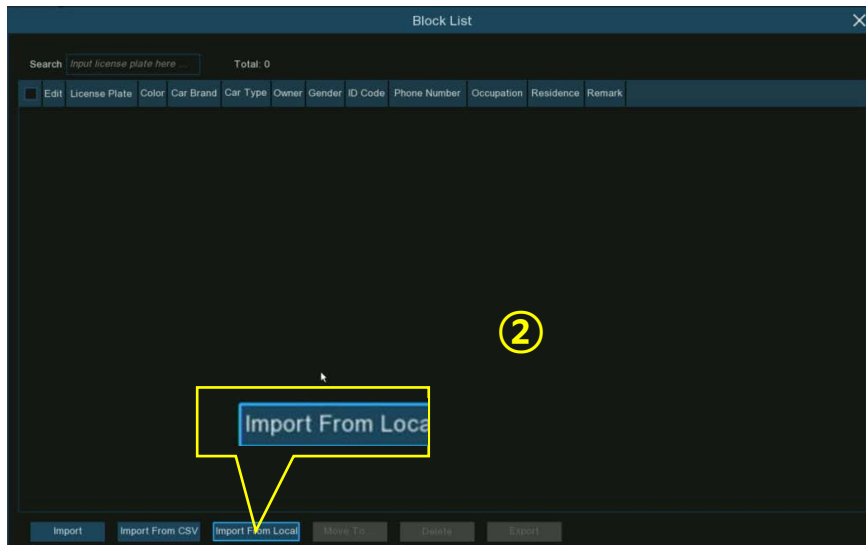 Block List
Search Input license plate here ... Total: 0
Edit License Plate Color Car Brand Car Type Owner Gender ID Code Phone Number Occupation Residence Remark
②
Import From Loca
Import Import From CSV Import From Local Move To... Delete Export